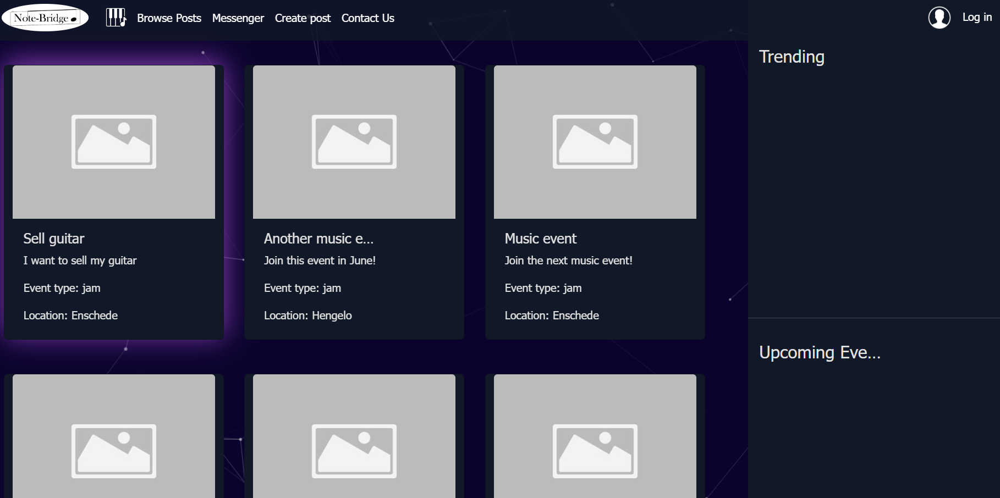 Note-Bridge
Browse Posts Messenger Create post Contact Us
Log in
Sell guitar
I want to sell my guitar
Event type: jam
Location: Enschede
Another music e...
Join this event in June!
Event type: jam
Location: Hengelo
Music event
Join the next music event!
Event type: jam
Location: Enschede
Trending
Upcoming Eve...